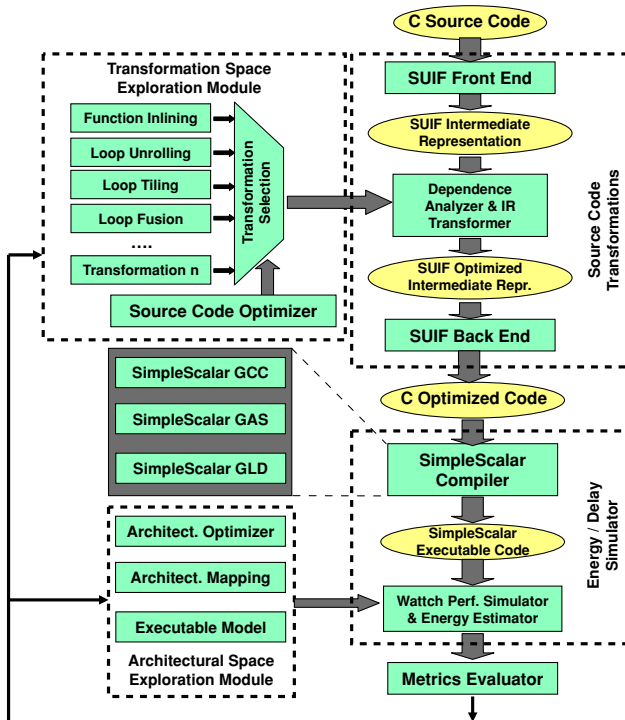 C Source Code
Transformation Space
Exploration Module
Function Inlining
Loop Unrolling
Loop Tiling
Loop Fusion
....
Transformation n
Transformation
Selection
Source Code Optimizer
SUIF Front End
SUIF Intermediate
Representation
Dependence
Analyzer & IR
Transformer
SUIF Optimized
Intermediate Repr.
SUIF Back End
Source Code
Transformations
SimpleScalar GCC
SimpleScalar GAS
SimpleScalar GLD
C Optimized Code
SimpleScalar
Compiler
SimpleScalar
Executable Code
Wattch Perf. Simulator
& Energy Estimator
Energy / Delay
Simulator
Architect. Optimizer
Architect. Mapping
Executable Model
Architectural Space
Exploration Module
Metrics Evaluator